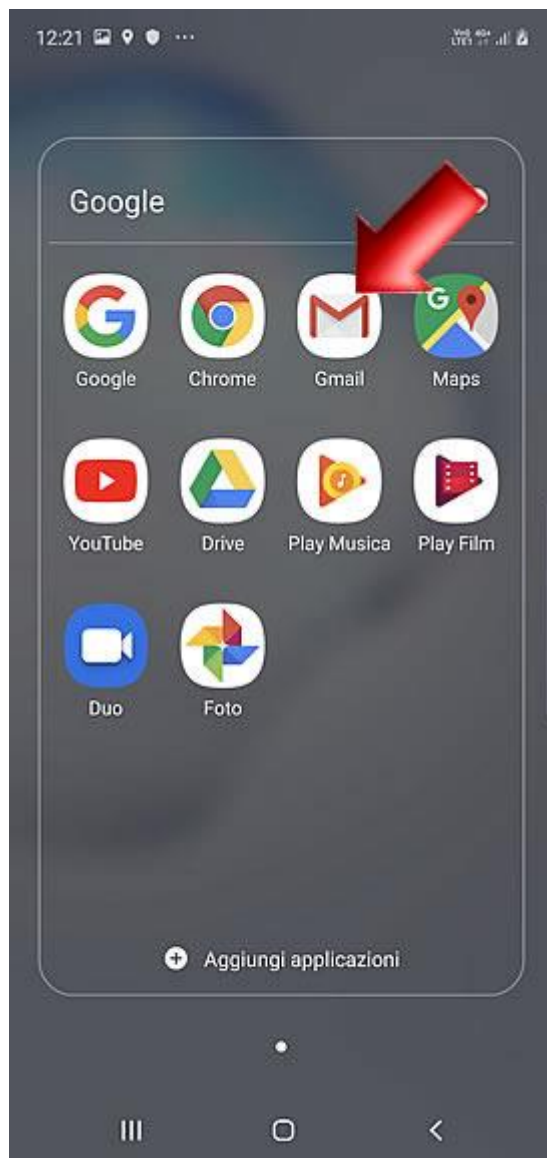 12:21
Google
Google Chrome Gmail Maps
YouTube Drive Play Musica Play Film
Duo Foto
Aggiungi applicazioni